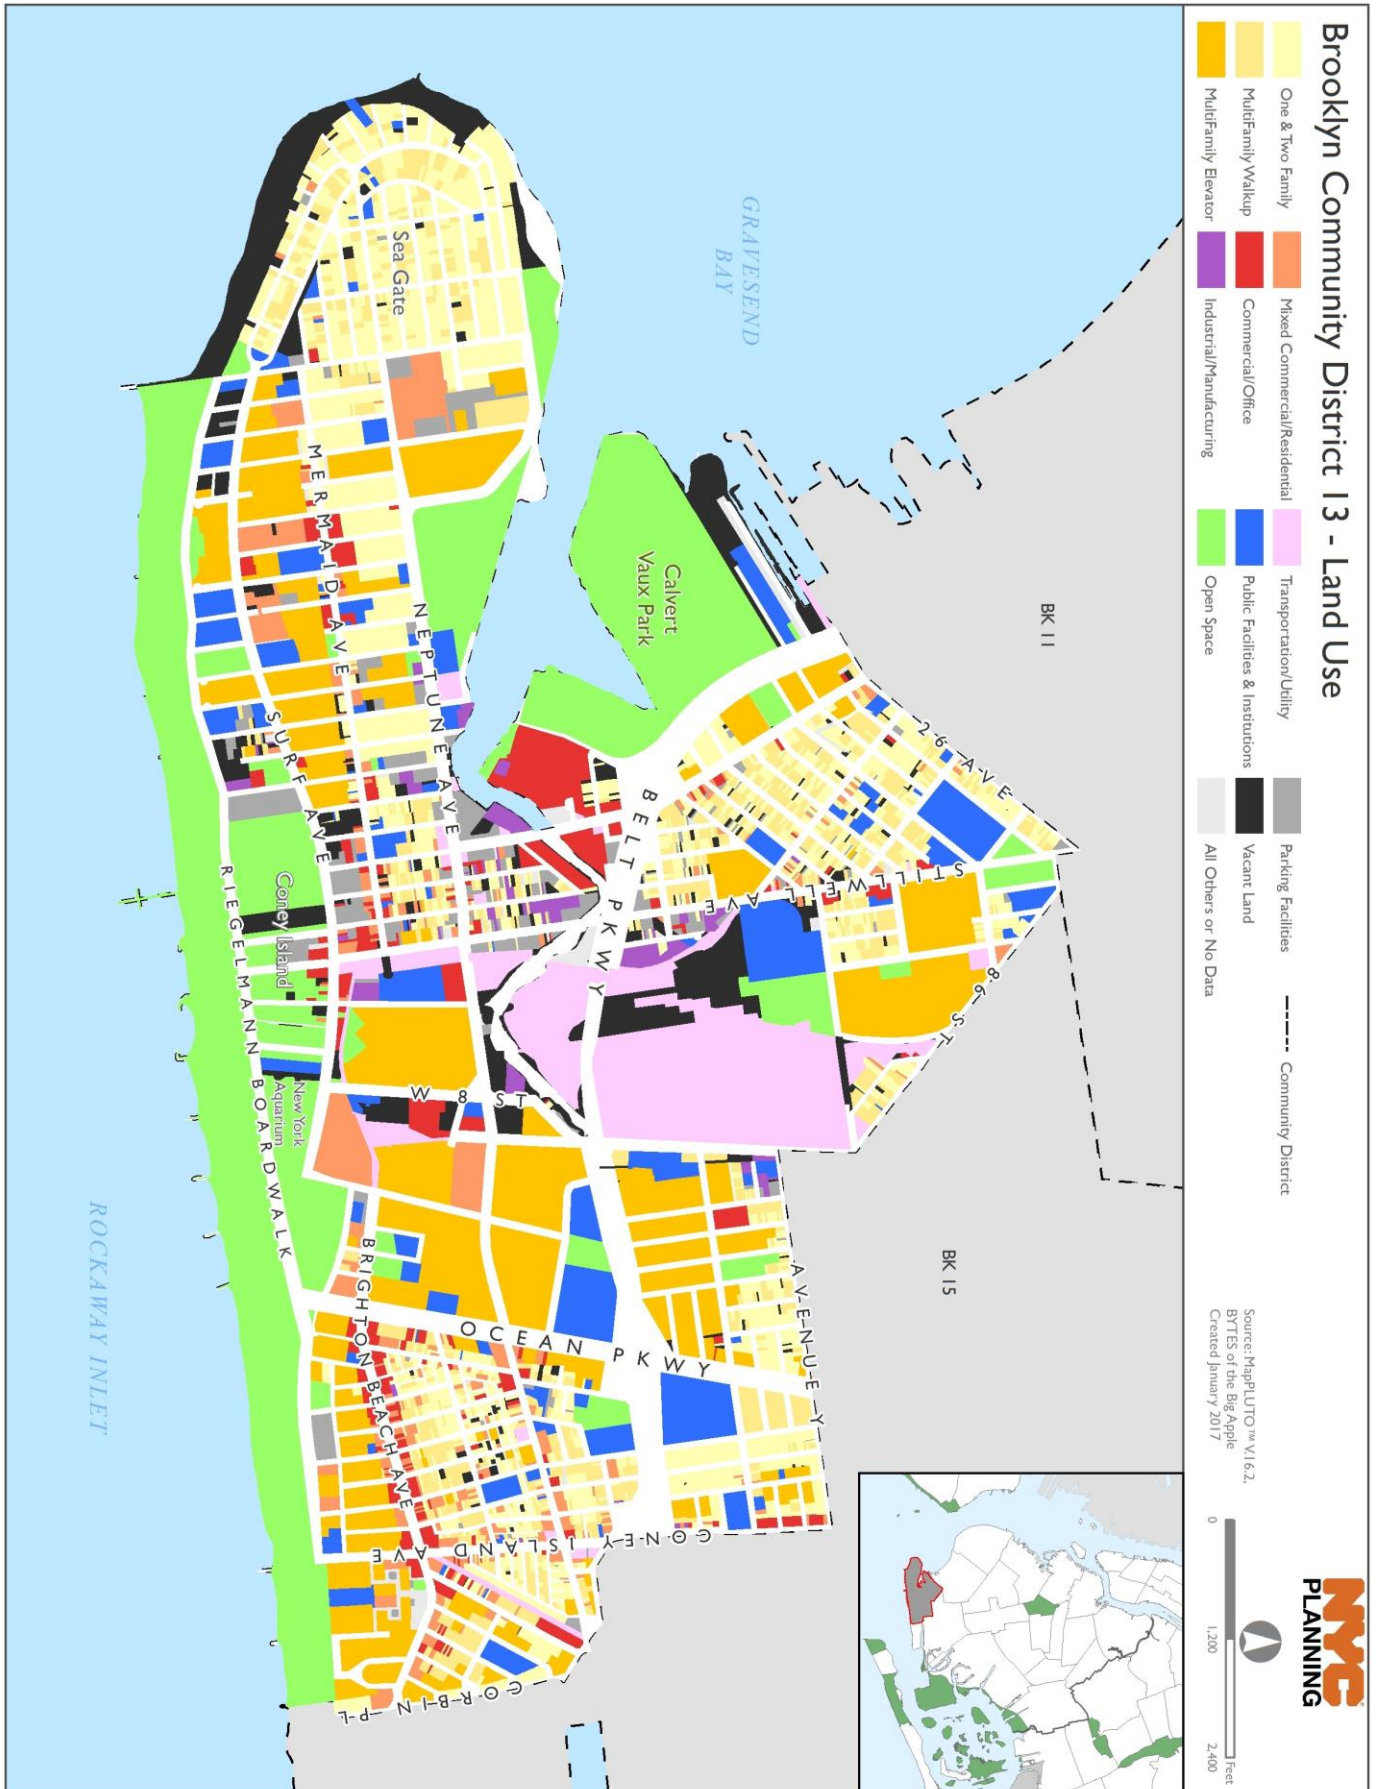 Brooklyn Community District 13 - Land Use
One & Two Family
MultiFamily Walkup
MultiFamily Elevator
Mixed Commercial/Residential
Commercial/Office
Industrial/Manufacturing
Transportation/Utility
Public Facilities & Institutions
Open Space
Parking Facilities
Vacant Land
All Others or No Data
Community District
Source: MapPLUTO™ V.16.2,
BYTES of the Big Apple
Created January 2017
0 1,200 2,400
Feet
NYC
PLANNING
GRAVESEND
BAY
BK 11
BK 15
Sea Gate
Calvert
Vaux Park
26 AVE
STILLWELL AVE
86 ST
BELT PKWY
AVENUE Y
MERMAID AVE
NEPTUNE AVE
SURF AVE
W 8 ST
OCEAN PKWY
CONEY ISLAND AVE
Coney Island
New York
Aquarium
RIEGELMANN BOARDWALK
BRIGHTON BEACH AVE
CORBIN PL
ROCKAWAY INLET